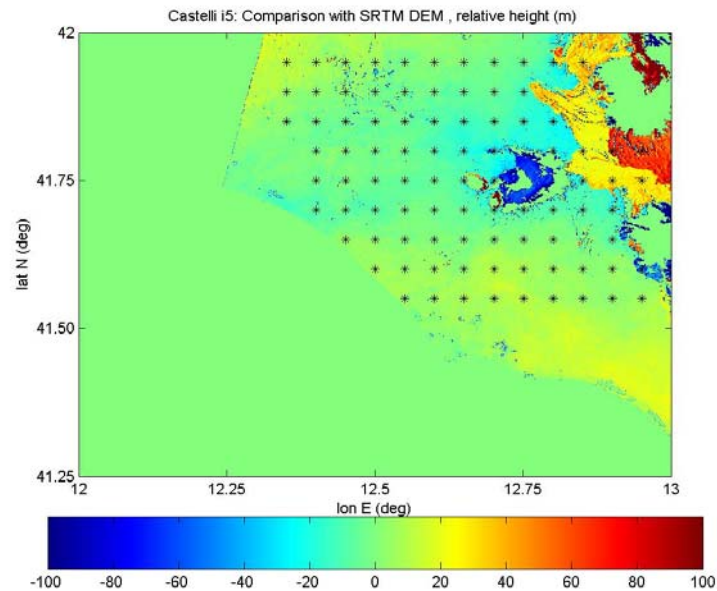 Castelli i5: Comparison with SRTM DEM , relative height (m)
42
41.75
41.50
41.25
lat N (deg)
12 12.25 12.5 12.75 13
lon E (deg)
-100 -80 -60 -40 -20 0 20 40 60 80 100